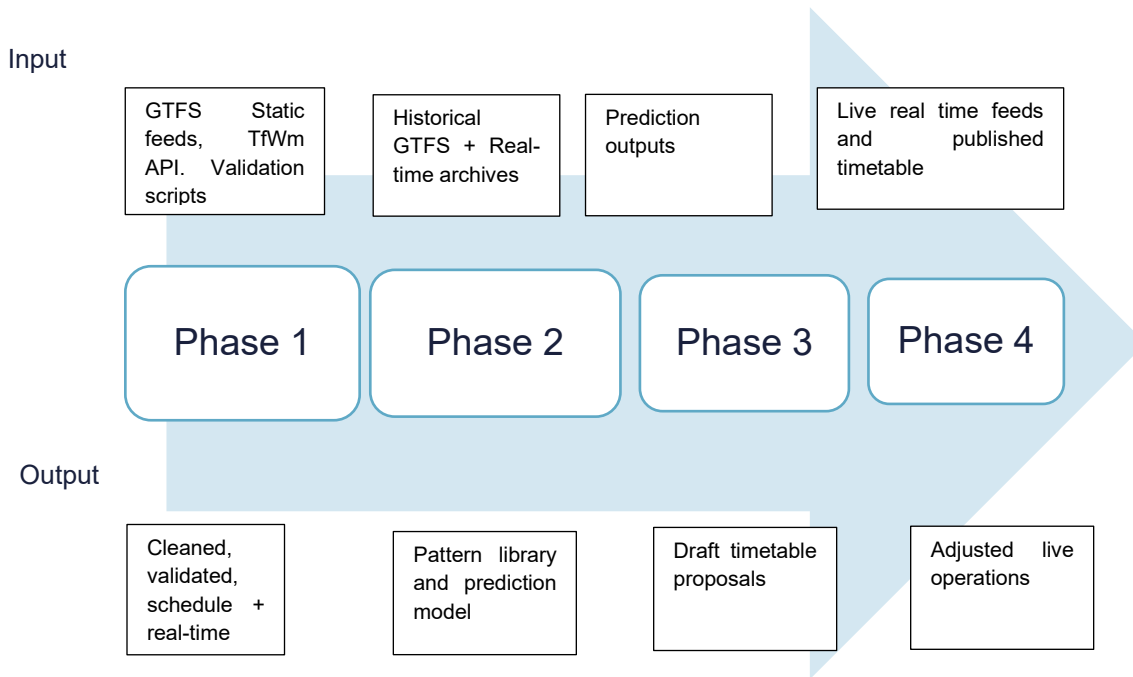 Input
GTFS Static
feeds, TfWm
API. Validation
scripts
Historical
GTFS + Real-
time archives
Prediction
outputs
Live real time feeds
and published
timetable
Phase 1
Phase 2
Phase 3
Phase 4
Output
Cleaned,
validated,
schedule +
real-time
Pattern library
and prediction
model
Draft timetable
proposals
Adjusted live
operations